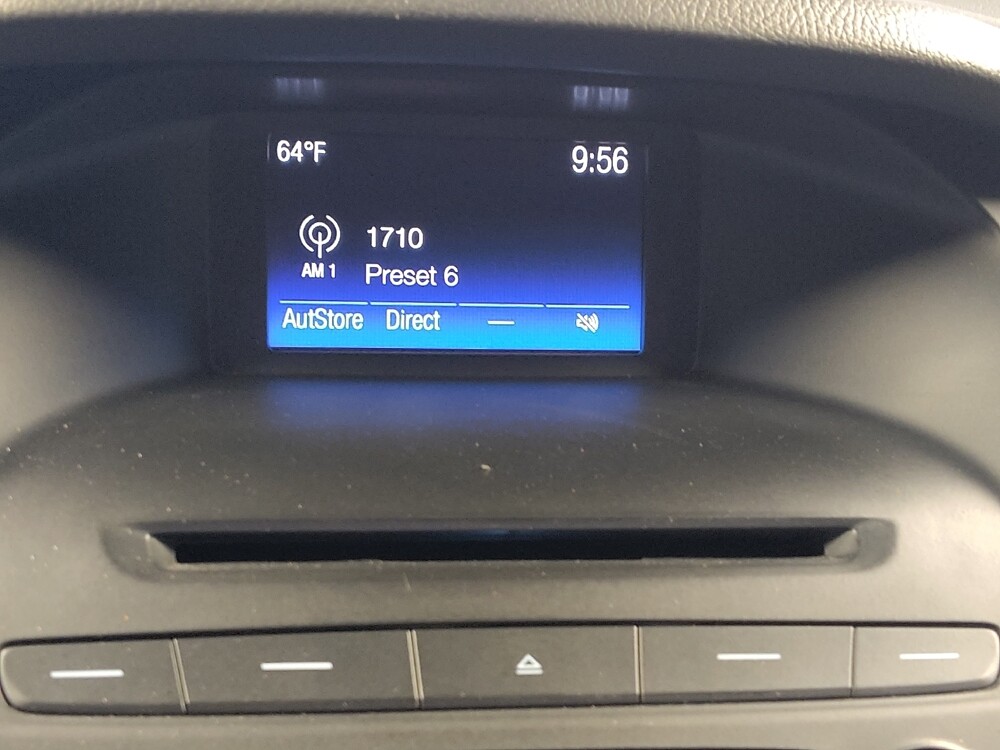 64°F 9:56
1710
AM 1 Preset 6
AutStore Direct